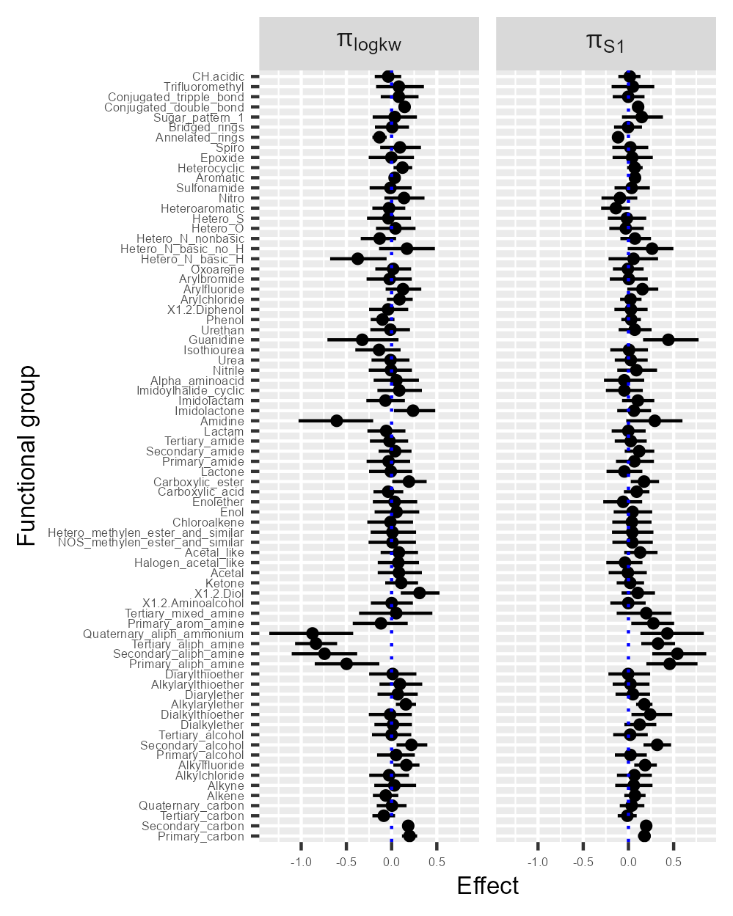 πlogkw
πS1
CH.acidic
Trifluoromethyl
Conjugated_tripple_bond
Conjugated_double_bond
Sugar_pattern_1
Bridged_rings
Annelated_rings
Spiro
Epoxide
Heterocyclic
Aromatic
Sulfonamide
Nitro
Heteroaromatic
Hetero_S
Hetero_O
Hetero_N_nonbasic
Hetero_N_basic_no_H
Hetero_N_basic_H
Oxoarene
Arylbromide
Arylfluoride
Arylchloride
X1.2.Diphenol
Phenol
Urethan
Guanidine
Isothiourea
Urea
Nitrile
Alpha_aminoacid
Imidoylhalide_cyclic
Imidolactam
Imidolactone
Amidine
Lactam
Tertiary_amide
Secondary_amide
Primary_amide
Lactone
Carboxylic_ester
Carboxylic_acid
Enolether
Enol
Chloroalkene
Hetero_methylen_ester_and_similar
NOS_methylen_ester_and_similar
Acetal_like
Halogen_acetal_like
Acetal
Ketone
X1.2.Diol
X1.2.Aminoalcohol
Tertiary_mixed_amine
Primary_arom_amine
Quaternary_aliph_ammonium
Tertiary_aliph_amine
Secondary_aliph_amine
Primary_aliph_amine
Diarylthioether
Alkylarylthioether
Diarylether
Alkylarylether
Dialkylthioether
Dialkylether
Tertiary_alcohol
Secondary_alcohol
Primary_alcohol
Alkylfluoride
Alkylchloride
Alkyne
Alkene
Quaternary_carbon
Tertiary_carbon
Secondary_carbon
Primary_carbon
Functional group
-1.0 -0.5 0.0 0.5 -1.0 -0.5 0.0 0.5
Effect